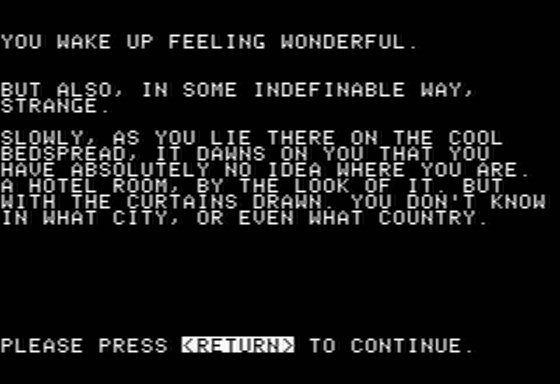 YOU WAKE UP FEELING WONDERFUL.
BUT ALSO, IN SOME INDEFINABLE WAY,
STRANGE.
SLOWLY, AS YOU LIE THERE ON THE COOL
BEDSPREAD, IT DAWNS ON YOU THAT YOU
HAVE ABSOLUTELY NO IDEA WHERE YOU ARE.
A HOTEL ROOM, BY THE LOOK OF IT. BUT
WITH THE CURTAINS DRAWN. YOU DON'T KNOW
IN WHAT CITY, OR EVEN WHAT COUNTRY.
PLEASE PRESS <RETURN> TO CONTINUE.